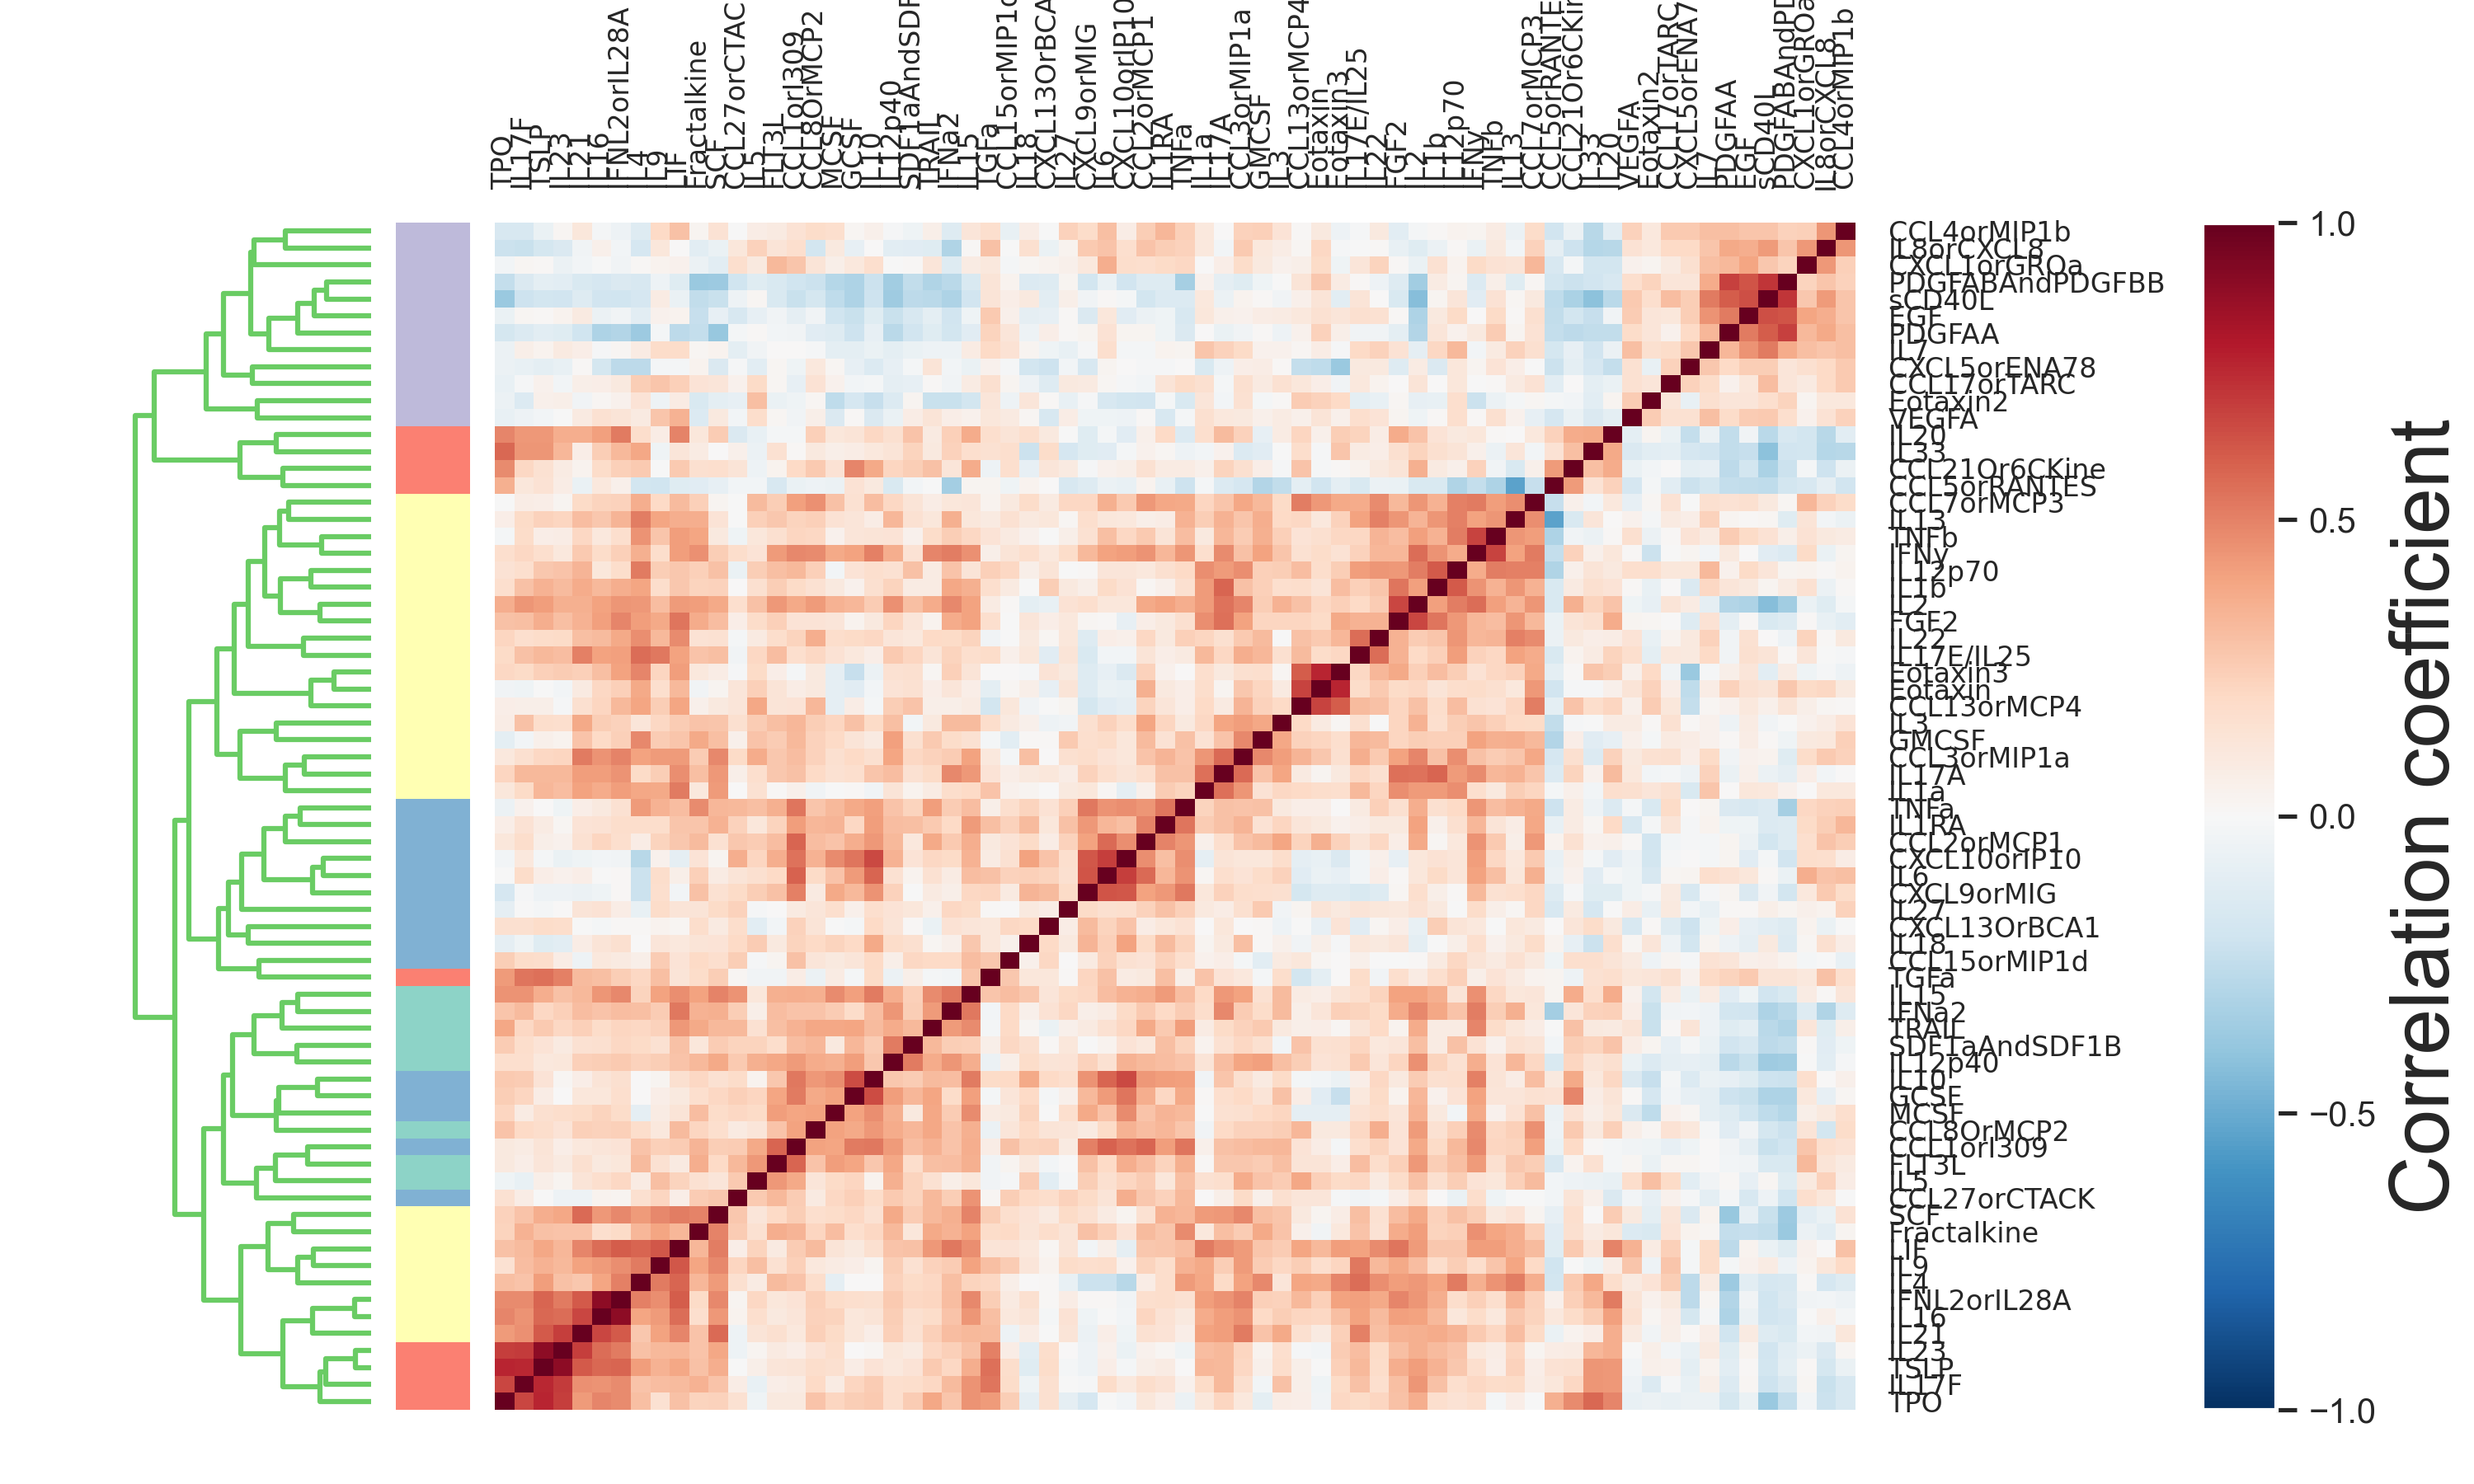 TPO
IL17F
TSLP
IL23
IL21
IL16
IFNL2orIL28A
IL4
IL9
LIF
Fractalkine
SCF
CCL27orCTAC
IL5
FLT3L
CCL1orI309
CCL8OrMCP2
MCSF
GCSF
IL10
IL12p40
SDF1aAndSDF
TRAIL
IFNa2
IL15
TGFa
CCL15orMIP1d
IL18
CXCL13OrBCA
IL27
CXCL9orMIG
IL6
CXCL10orIP10
CCL2orMCP1
IL1RA
TNFa
IL1a
IL17A
CCL3orMIP1a
GMCSF
IL3
CCL13orMCP4
Eotaxin
Eotaxin3
IL17E/IL25
IL22
FGF2
IL2
IL1b
IL12p70
IFNy
TNFb
IL13
CCL7orMCP3
CCL5orRANTE
CCL21Or6CKin
IL33
IL20
VEGFA
Eotaxin2
CCL17orTARC
CXCL5orENA7
IL7
PDGFAA
EGF
sCD40L
PDGFABAndPD
CXCL1orGROa
IL8orCXCL8
CCL4orMIP1b
CCL4orMIP1b
IL8orCXCL8
CXCL1orGROa
PDGFABAndPDGFBB
sCD40L
EGF
PDGFAA
IL7
CXCL5orENA78
CCL17orTARC
Eotaxin2
VEGFA
IL20
IL33
CCL21Or6CKine
CCL5orRANTES
CCL7orMCP3
IL13
TNFb
IFNy
IL12p70
IL1b
IL2
FGF2
IL22
IL17E/IL25
Eotaxin3
Eotaxin
CCL13orMCP4
IL3
GMCSF
CCL3orMIP1a
IL17A
IL1a
TNFa
IL1RA
CCL2orMCP1
CXCL10orIP10
IL6
CXCL9orMIG
IL27
CXCL13OrBCA1
IL18
CCL15orMIP1d
TGFa
IL15
IFNa2
TRAIL
SDF1aAndSDF1B
IL12p40
IL10
GCSF
MCSF
CCL8OrMCP2
CCL1orI309
FLT3L
IL5
CCL27orCTACK
SCF
Fractalkine
LIF
IL9
IL4
IFNL2orIL28A
IL16
IL21
IL23
TSLP
IL17F
TPO
1.0
0.5
0.0
−0.5
−1.0
Correlation coefficient